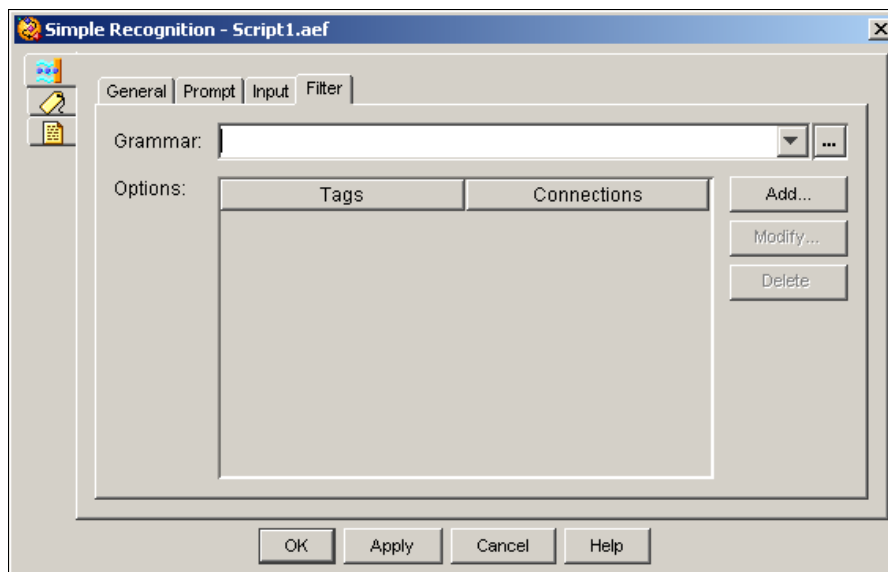 Simple Recognition - Script1.aef
General Prompt Input Filter
Grammar: ...
Options: Tags Connections Add...
Modify...
Delete
OK Apply Cancel Help